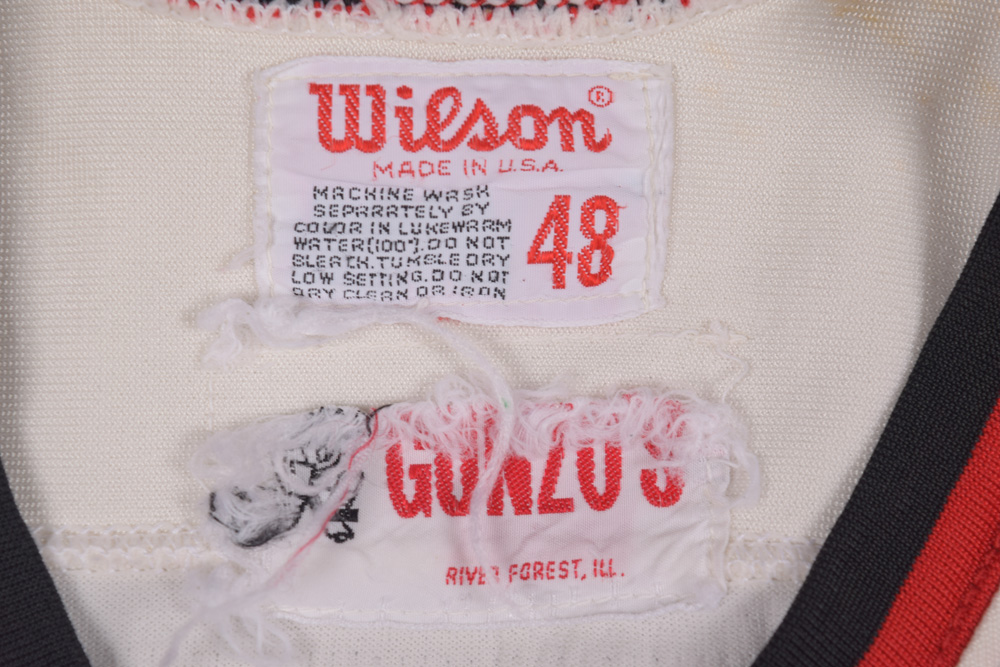 Wilson®
MADE IN U.S.A.
MACHINE WASH
SEPARATELY BY
COLOR IN LUKEWARM
WATER(100°).DO NOT
BLEACH.TUMBLE DRY
LOW SETTING.DO NOT
DRY CLEAN OR IRON
48
GUNZO'S
RIVER FOREST, ILL.